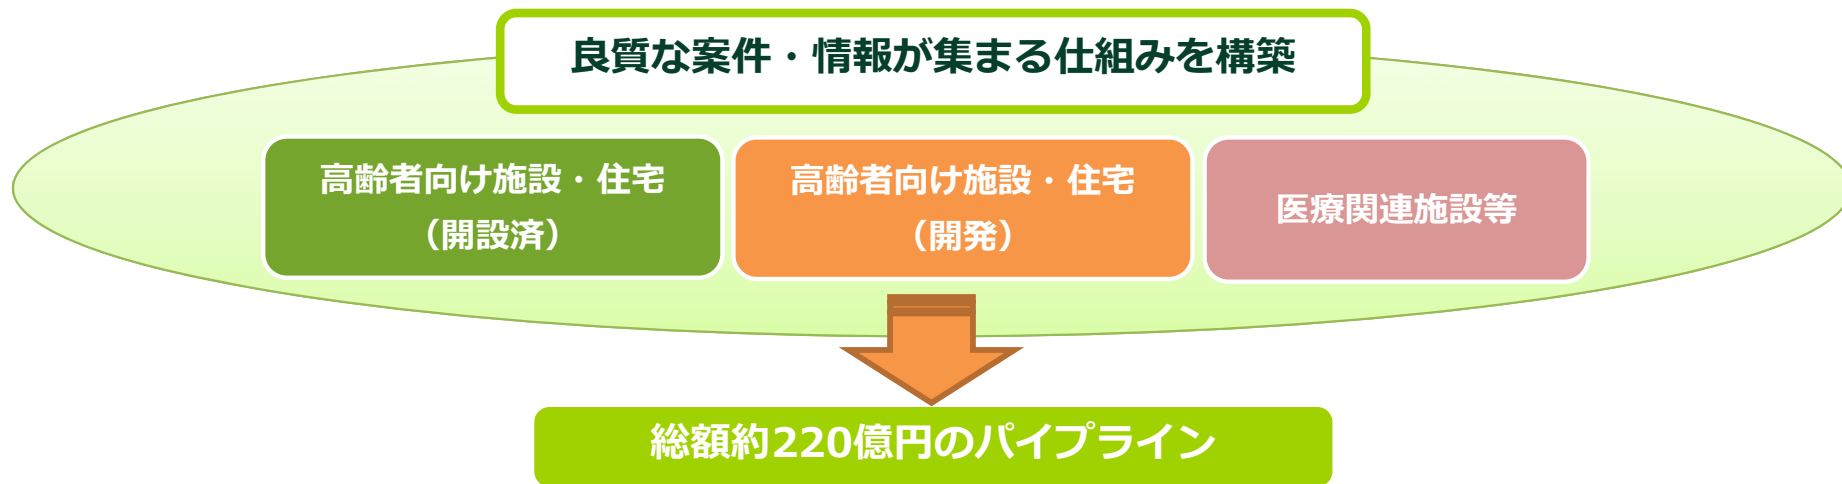 良質な案件・情報が集まる仕組みを構築
高齢者向け施設・住宅
（開設済）
高齢者向け施設・住宅
（開発）
医療関連施設等
総額約220億円のパイプライン